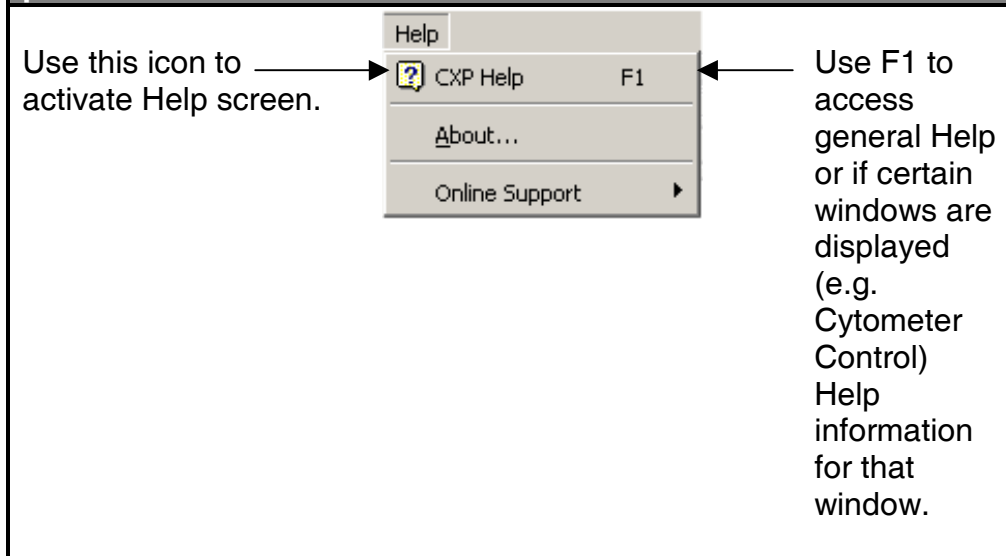 Help
Use this icon to
activate Help screen.
CXP Help F1
About...
Online Support
Use F1 to
access
general Help
or if certain
windows are
displayed
(e.g.
Cytometer
Control)
Help
information
for that
window.